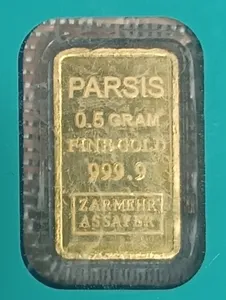 PARSIS
0.5 GRAM
FINE GOLD
999.9
ZARMEHR
ASSAYER